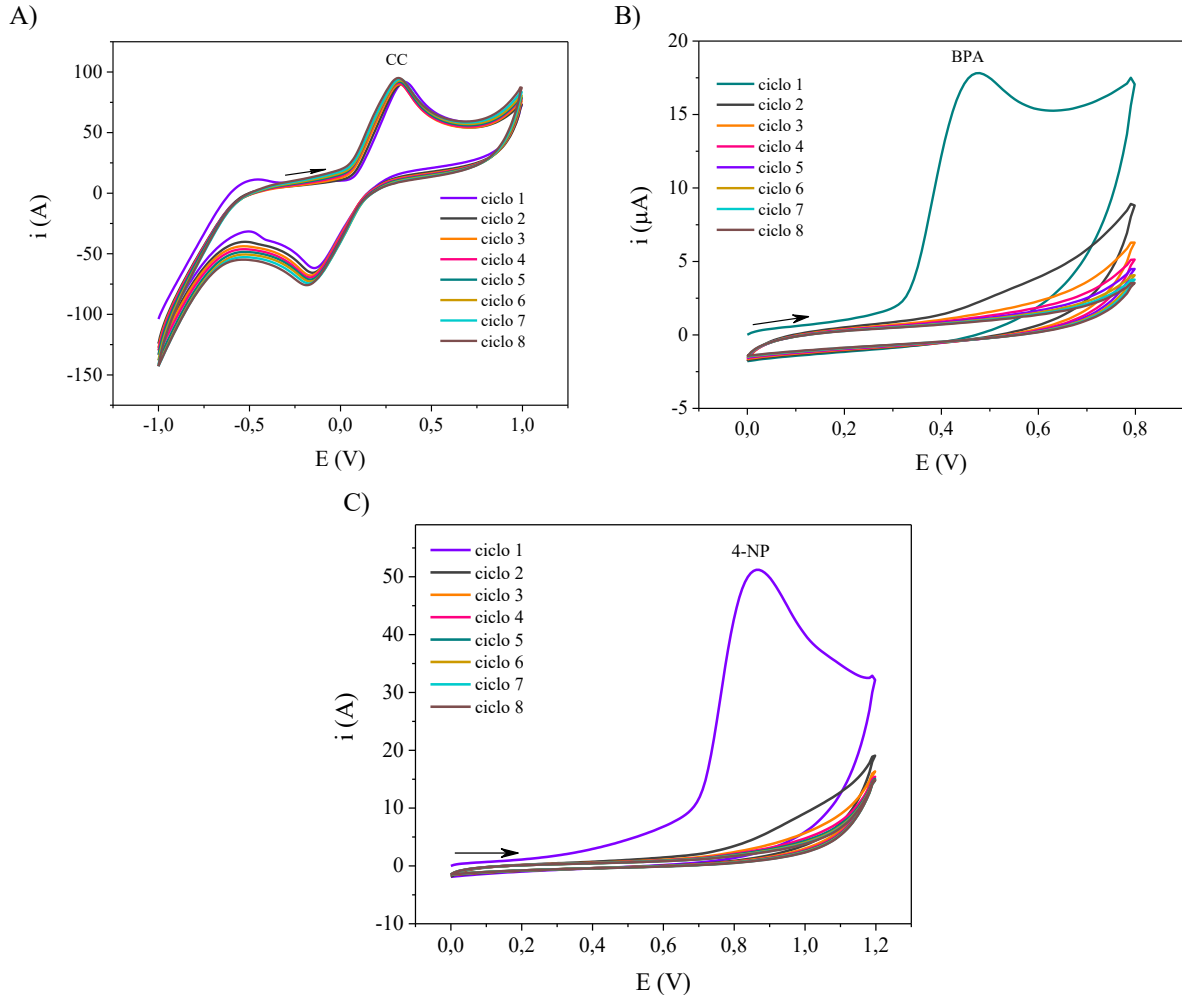 A)
CC
100
50
0
-50
-100
-150
i (A)
ciclo 1
ciclo 2
ciclo 3
ciclo 4
ciclo 5
ciclo 6
ciclo 7
ciclo 8
-1,0
-0,5
0,0
0,5
1,0
E (V)
B)
BPA
20
15
10
5
0
-5
i (µA)
ciclo 1
ciclo 2
ciclo 3
ciclo 4
ciclo 5
ciclo 6
ciclo 7
ciclo 8
0,0
0,2
0,4
0,6
0,8
E (V)
C)
4-NP
50
40
30
20
10
0
-10
i (A)
ciclo 1
ciclo 2
ciclo 3
ciclo 4
ciclo 5
ciclo 6
ciclo 7
ciclo 8
0,0
0,2
0,4
0,6
0,8
1,0
1,2
E (V)